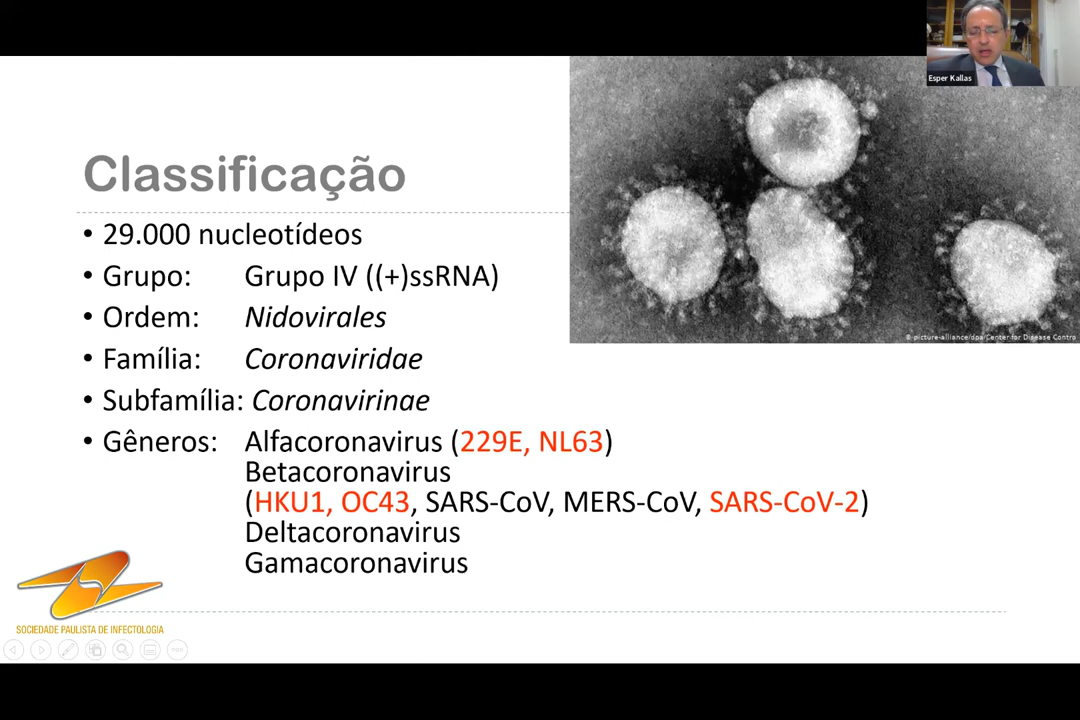 Esper Kallas
© picture-alliance/dpa/Center for Disease Contro
Classificação
• 29.000 nucleotídeos
• Grupo: Grupo IV ((+)ssRNA)
• Ordem: Nidovirales
• Família: Coronaviridae
• Subfamília: Coronavirinae
• Gêneros: Alfacoronavirus (229E, NL63)
Betacoronavirus
(HKU1, OC43, SARS-CoV, MERS-CoV, SARS-CoV-2)
Deltacoronavirus
Gamacoronavirus
SOCIEDADE PAULISTA DE INFECTOLOGIA